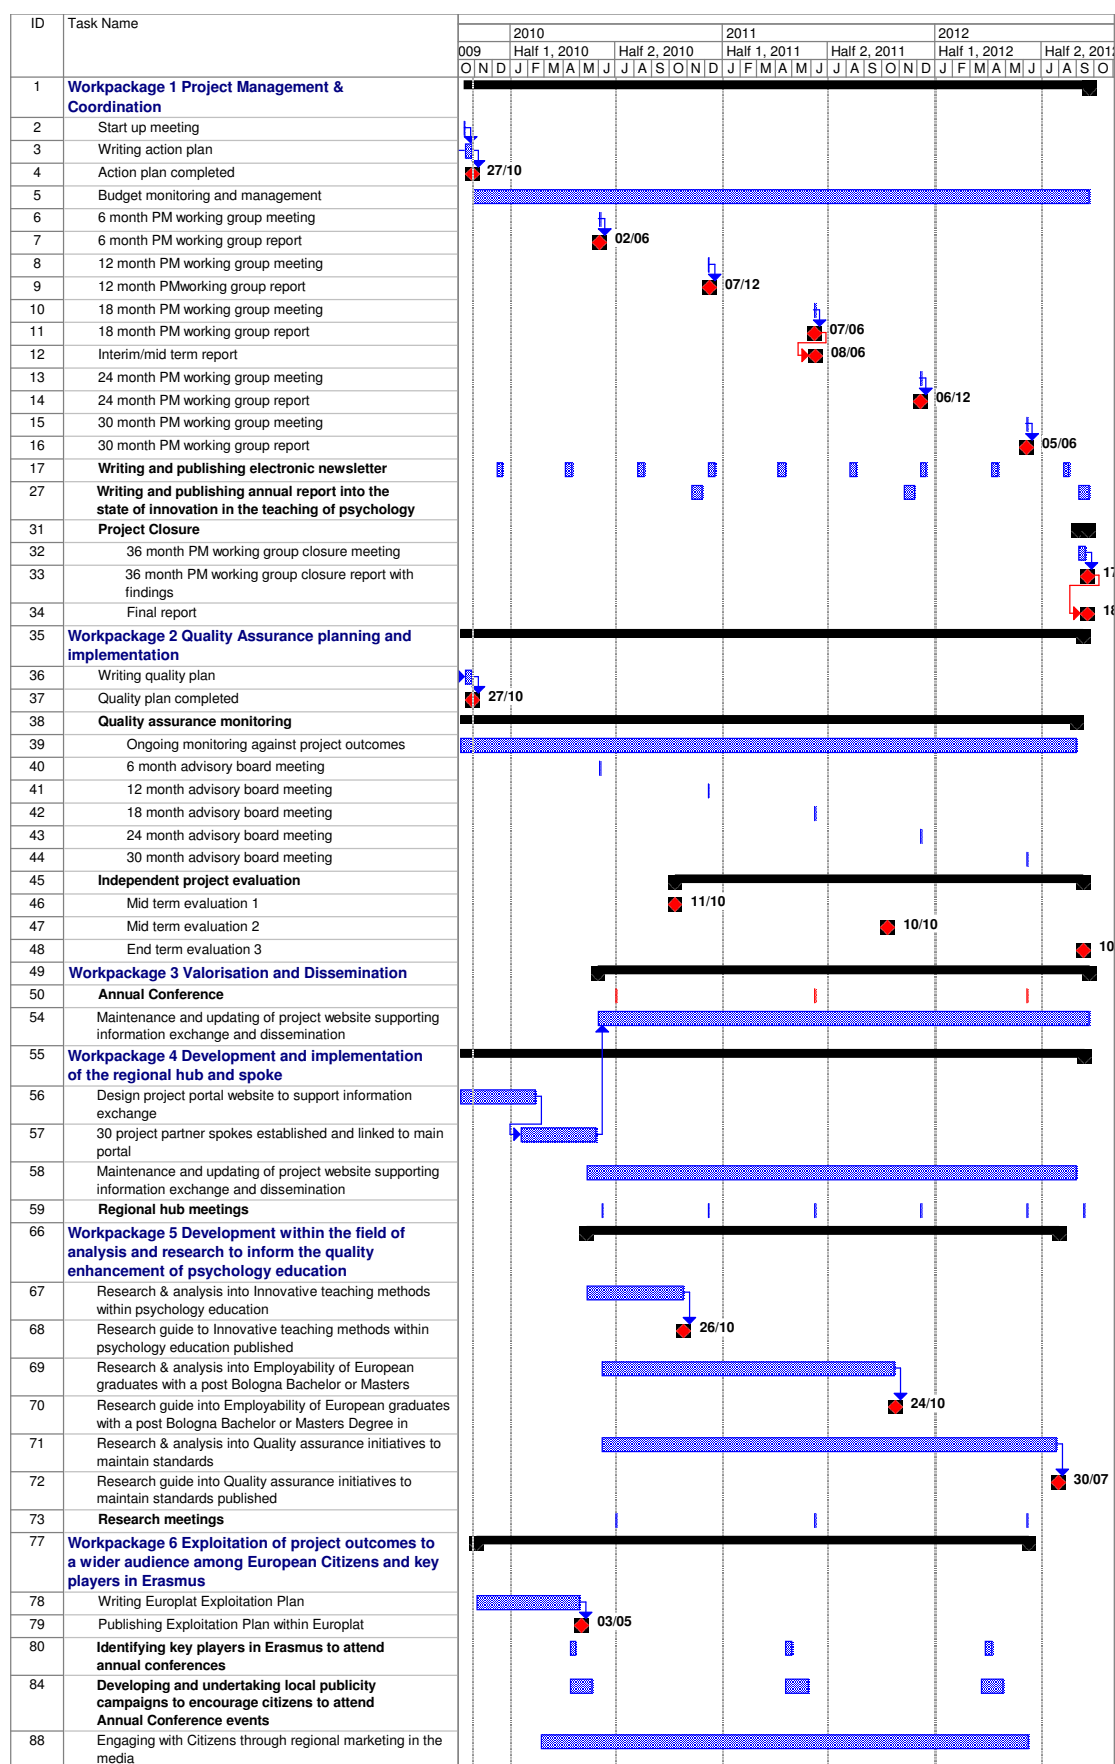 ID Task Name
2010 2011 2012
009 Half 1, 2010 Half 2, 2010 Half 1, 2011 Half 2, 2011 Half 1, 2012 Half 2, 201
O N D J F M A M J J A S O N D J F M A M J J A S O N D J F M A M J J A S O
1 Workpackage 1 Project Management &
Coordination
2 Start up meeting
3 Writing action plan
4 Action plan completed 27/10
5 Budget monitoring and management
6 6 month PM working group meeting
7 6 month PM working group report 02/06
8 12 month PM working group meeting
9 12 month PMworking group report 07/12
10 18 month PM working group meeting
11 18 month PM working group report 07/06
12 Interim/mid term report 08/06
13 24 month PM working group meeting
14 24 month PM working group report 06/12
15 30 month PM working group meeting
16 30 month PM working group report 05/06
17 Writing and publishing electronic newsletter
27 Writing and publishing annual report into the
state of innovation in the teaching of psychology
31 Project Closure
32 36 month PM working group closure meeting
33 36 month PM working group closure report with 17
findings
34 Final report 18
35 Workpackage 2 Quality Assurance planning and
implementation
36 Writing quality plan
37 Quality plan completed 27/10
38 Quality assurance monitoring
39 Ongoing monitoring against project outcomes
40 6 month advisory board meeting
41 12 month advisory board meeting
42 18 month advisory board meeting
43 24 month advisory board meeting
44 30 month advisory board meeting
45 Independent project evaluation
46 Mid term evaluation 1 11/10
47 Mid term evaluation 2 10/10
48 End term evaluation 3 10
49 Workpackage 3 Valorisation and Dissemination
50 Annual Conference
54 Maintenance and updating of project website supporting
information exchange and dissemination
55 Workpackage 4 Development and implementation
of the regional hub and spoke
56 Design project portal website to support information
exchange
57 30 project partner spokes established and linked to main
portal
58 Maintenance and updating of project website supporting
information exchange and dissemination
59 Regional hub meetings
66 Workpackage 5 Development within the field of
analysis and research to inform the quality
enhancement of psychology education
67 Research & analysis into Innovative teaching methods
within psychology education
68 Research guide to Innovative teaching methods within 26/10
psychology education published
69 Research & analysis into Employability of European
graduates with a post Bologna Bachelor or Masters
70 Research guide into Employability of European graduates 24/10
with a post Bologna Bachelor or Masters Degree in
71 Research & analysis into Quality assurance initiatives to
maintain standards
72 Research guide into Quality assurance initiatives to 30/07
maintain standards published
73 Research meetings
77 Workpackage 6 Exploitation of project outcomes to
a wider audience among European Citizens and key
players in Erasmus
78 Writing Europlat Exploitation Plan
79 Publishing Exploitation Plan within Europlat 03/05
80 Identifying key players in Erasmus to attend
annual conferences
84 Developing and undertaking local publicity
campaigns to encourage citizens to attend
Annual Conference events
88 Engaging with Citizens through regional marketing in the
media